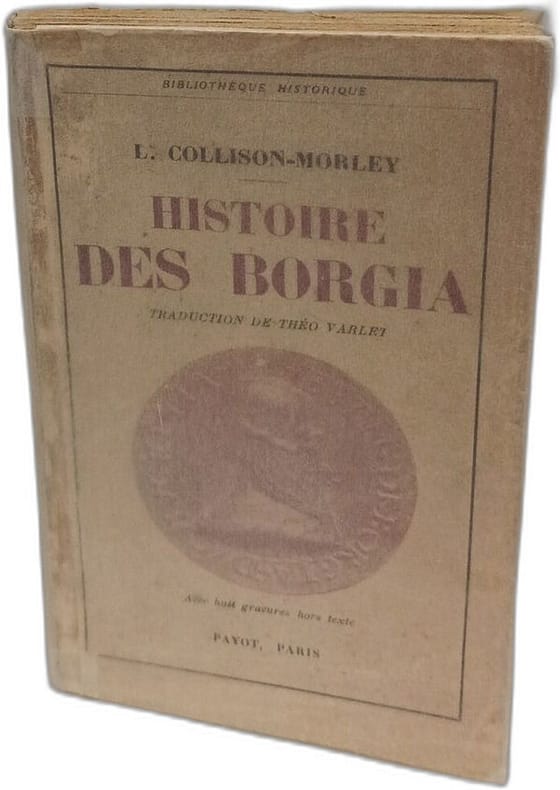 BIBLIOTHÈQUE HISTORIQUE
L. COLLISON-MORLEY
HISTOIRE
DES BORGIA
TRADUCTION DE THÉO VARLET
Avec huit gravures hors texte
PAYOT, PARIS